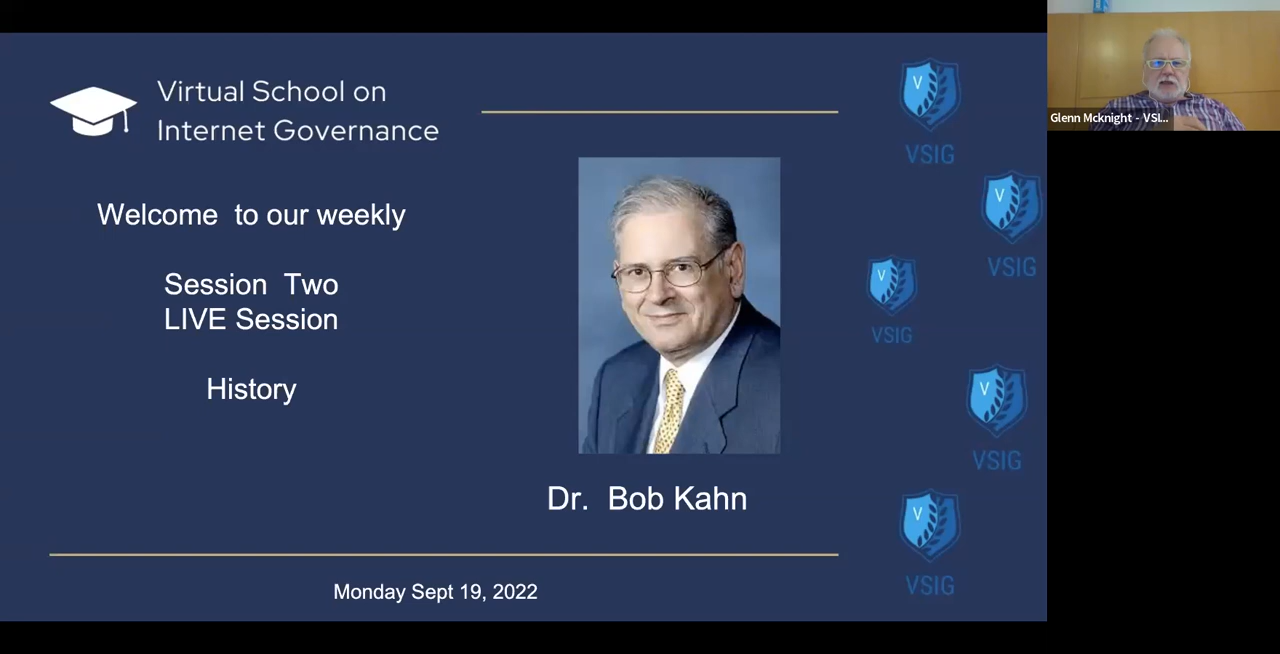 Virtual School on
Internet Governance
Welcome to our weekly
Session Two
LIVE Session
History
Dr. Bob Kahn
Monday Sept 19, 2022
V
VSIG
V
VSIG
V
VSIG
V
VSIG
V
VSIG
Glenn Mcknight - VSI...